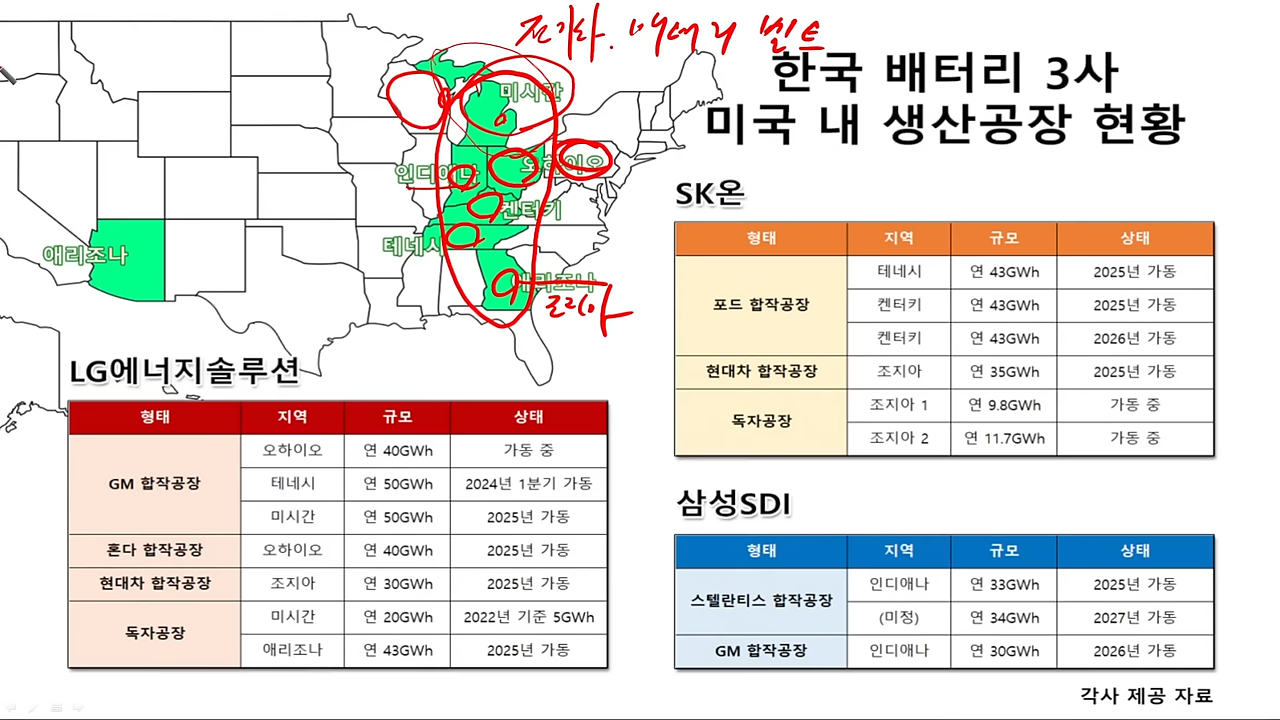 전기차. 배터리 벨트
한국 배터리 3사
미국 내 생산공장 현황
미시간
인디애나
오하이오
켄터키
테네시
애리조나
애리조나
조지아
SK온
형태 지역 규모 상태
포드 합작공장
테네시 연 43GWh 2025년 가동
켄터키 연 43GWh 2025년 가동
켄터키 연 43GWh 2026년 가동
현대차 합작공장 조지아 연 35GWh 2025년 가동
독자공장
조지아 1 연 9.8GWh 가동 중
조지아 2 연 11.7GWh 가동 중
LG에너지솔루션
형태 지역 규모 상태
GM 합작공장
오하이오 연 40GWh 가동 중
테네시 연 50GWh 2024년 1분기 가동
미시간 연 50GWh 2025년 가동
혼다 합작공장 오하이오 연 40GWh 2025년 가동
현대차 합작공장 조지아 연 30GWh 2025년 가동
독자공장
미시간 연 20GWh 2022년 기준 5GWh
애리조나 연 43GWh 2025년 가동
삼성SDI
형태 지역 규모 상태
스텔란티스 합작공장
인디애나 연 33GWh 2025년 가동
(미정) 연 34GWh 2027년 가동
GM 합작공장 인디애나 연 30GWh 2026년 가동
각사 제공 자료